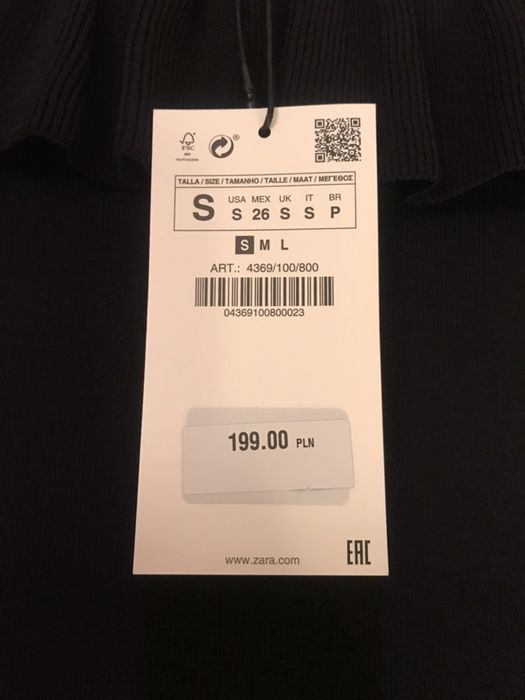 FSC
®
TALLA / SIZE / TAMANHO / TAILLE / MAAT / ΜΕΓΕΘΟΣ
S
USA MEX UK IT BR
S 26 S S P
S M L
ART.: 4369/100/800
04369100800023
199.00 PLN
www.zara.com
EAC